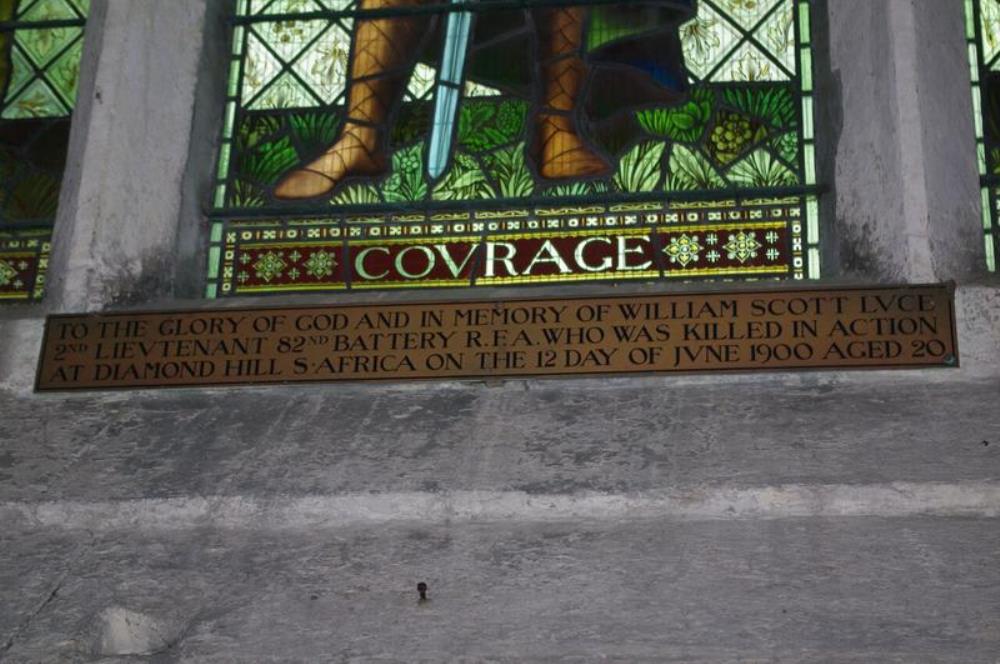 COVRAGE
TO THE GLORY OF GOD AND IN MEMORY OF WILLIAM SCOTT LVCE
2ND LIEVTENANT 82ND BATTERY R.F.A. WHO WAS KILLED IN ACTION
AT DIAMOND HILL S·AFRICA ON THE 12 DAY OF JVNE 1900 AGED 20